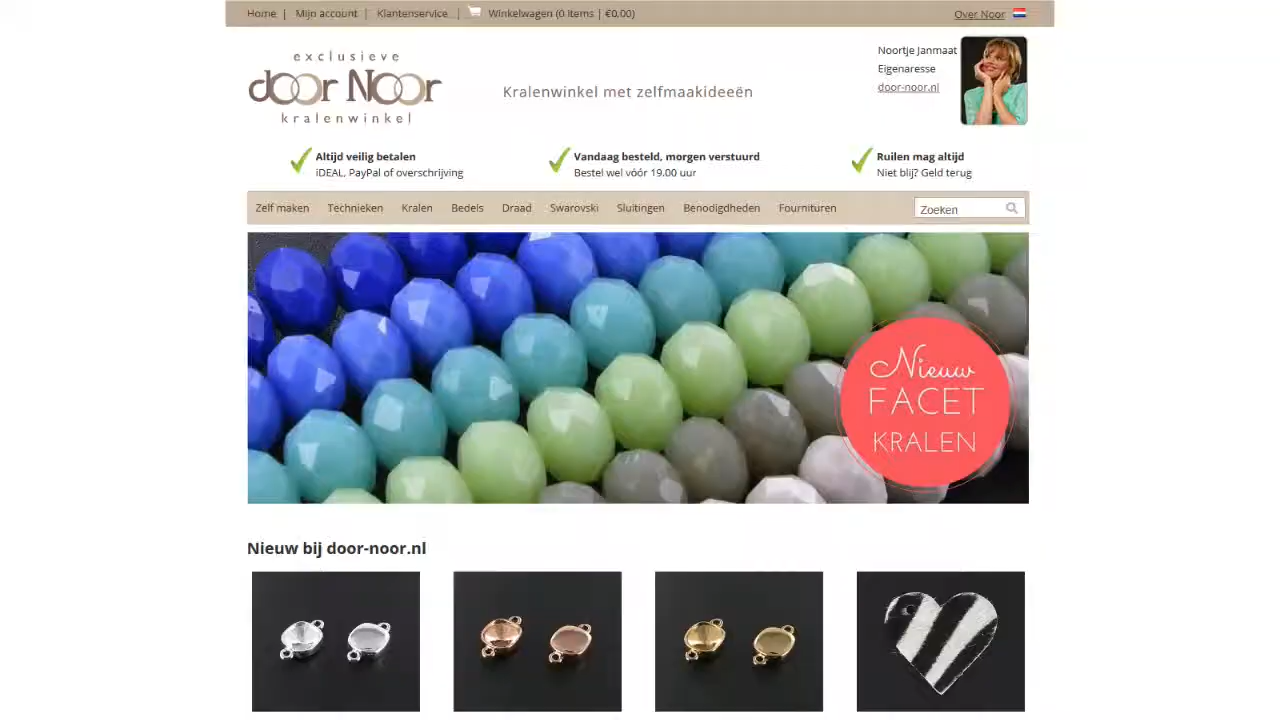 Home | Mijn account | Klantenservice | Winkelwagen (0 items | €0,00) Over Noor
exclusieve
door Noor
kralenwinkel
Kralenwinkel met zelfmaakideeën
Noortje Janmaat
Eigenaresse
door-noor.nl
Altijd veilig betalen
iDEAL, PayPal of overschrijving
Vandaag besteld, morgen verstuurd
Bestel wel vóór 19.00 uur
Ruilen mag altijd
Niet blij? Geld terug
Zelf maken Technieken Kralen Bedels Draad Swarovski Sluitingen Benodigdheden Fournituren Zoeken
Nieuw
FACET
KRALEN
Nieuw bij door-noor.nl